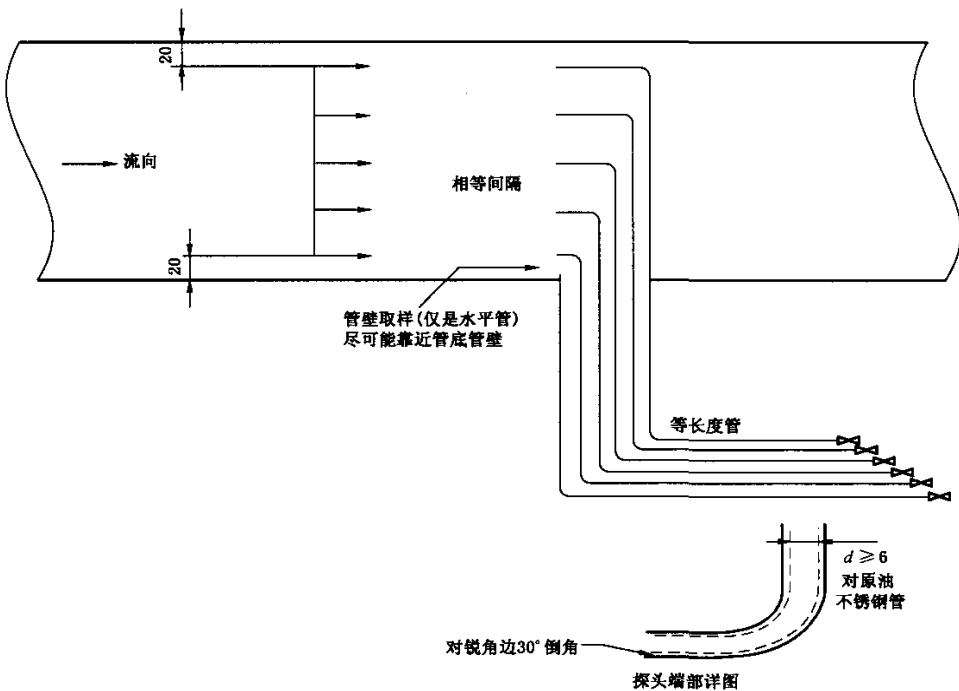 20
流向
相等间隔
20
管壁取样(仅是水平管)
尽可能靠近管底管壁
等长度管
d≥6
对原油
不锈钢管
对锐角边30°倒角
探头端部详图